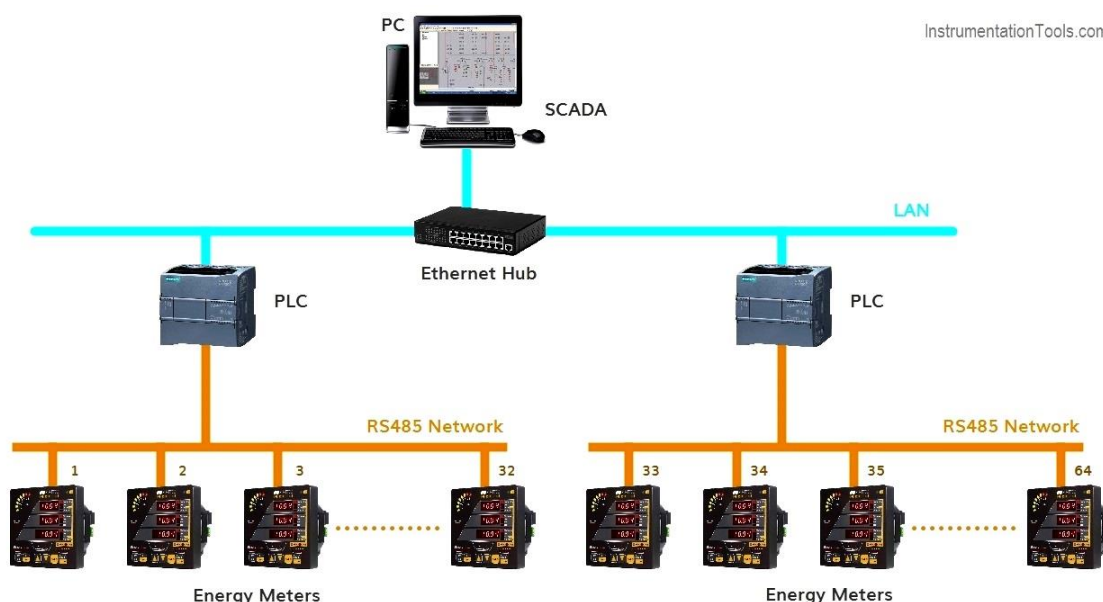 PC
InstrumentationTools.com
SCADA
LAN
Ethernet Hub
PLC
PLC
RS485 Network
RS485 Network
1
2
3
32
33
34
35
64
Energy Meters
Energy Meters